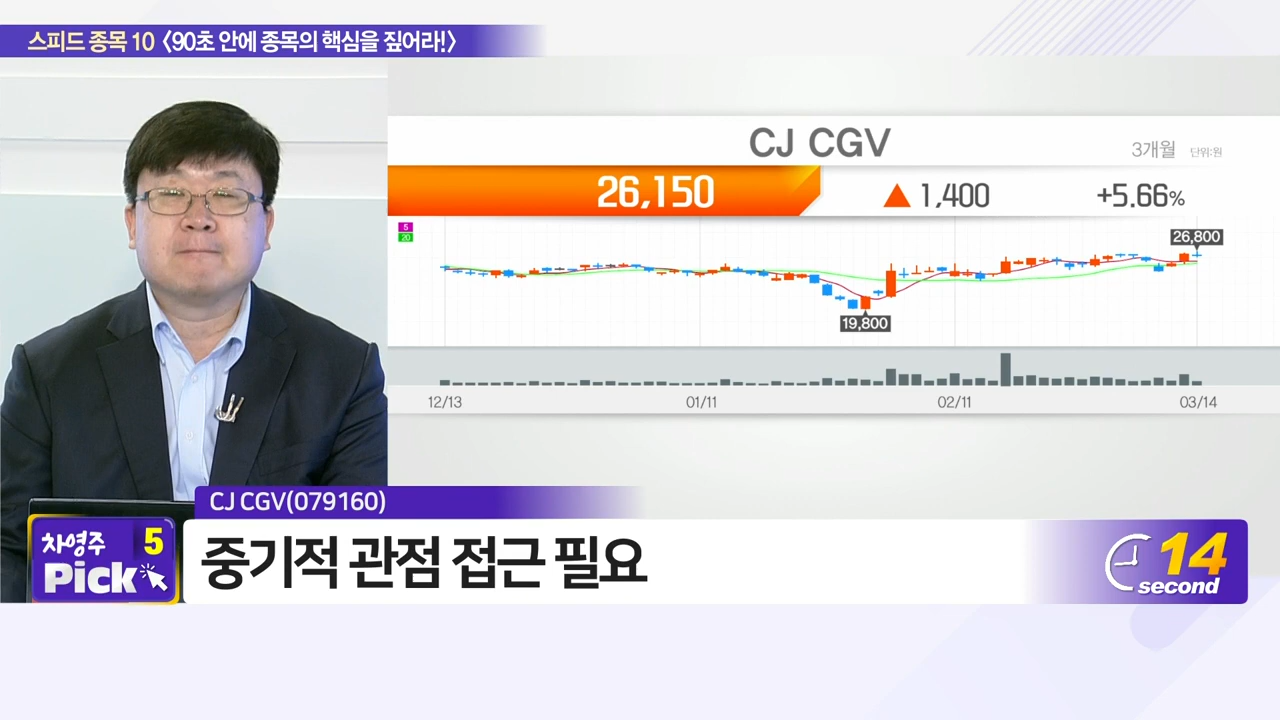 스피드 종목 10 〈90초 안에 종목의 핵심을 짚어라!〉
CJ CGV
3개월 단위:원
26,150 ▲ 1,400 +5.66%
5
20
26,800
19,800
12/13 01/11 02/11 03/14
CJ CGV(079160)
차영주 5
Pick
중기적 관점 접근 필요
14
second